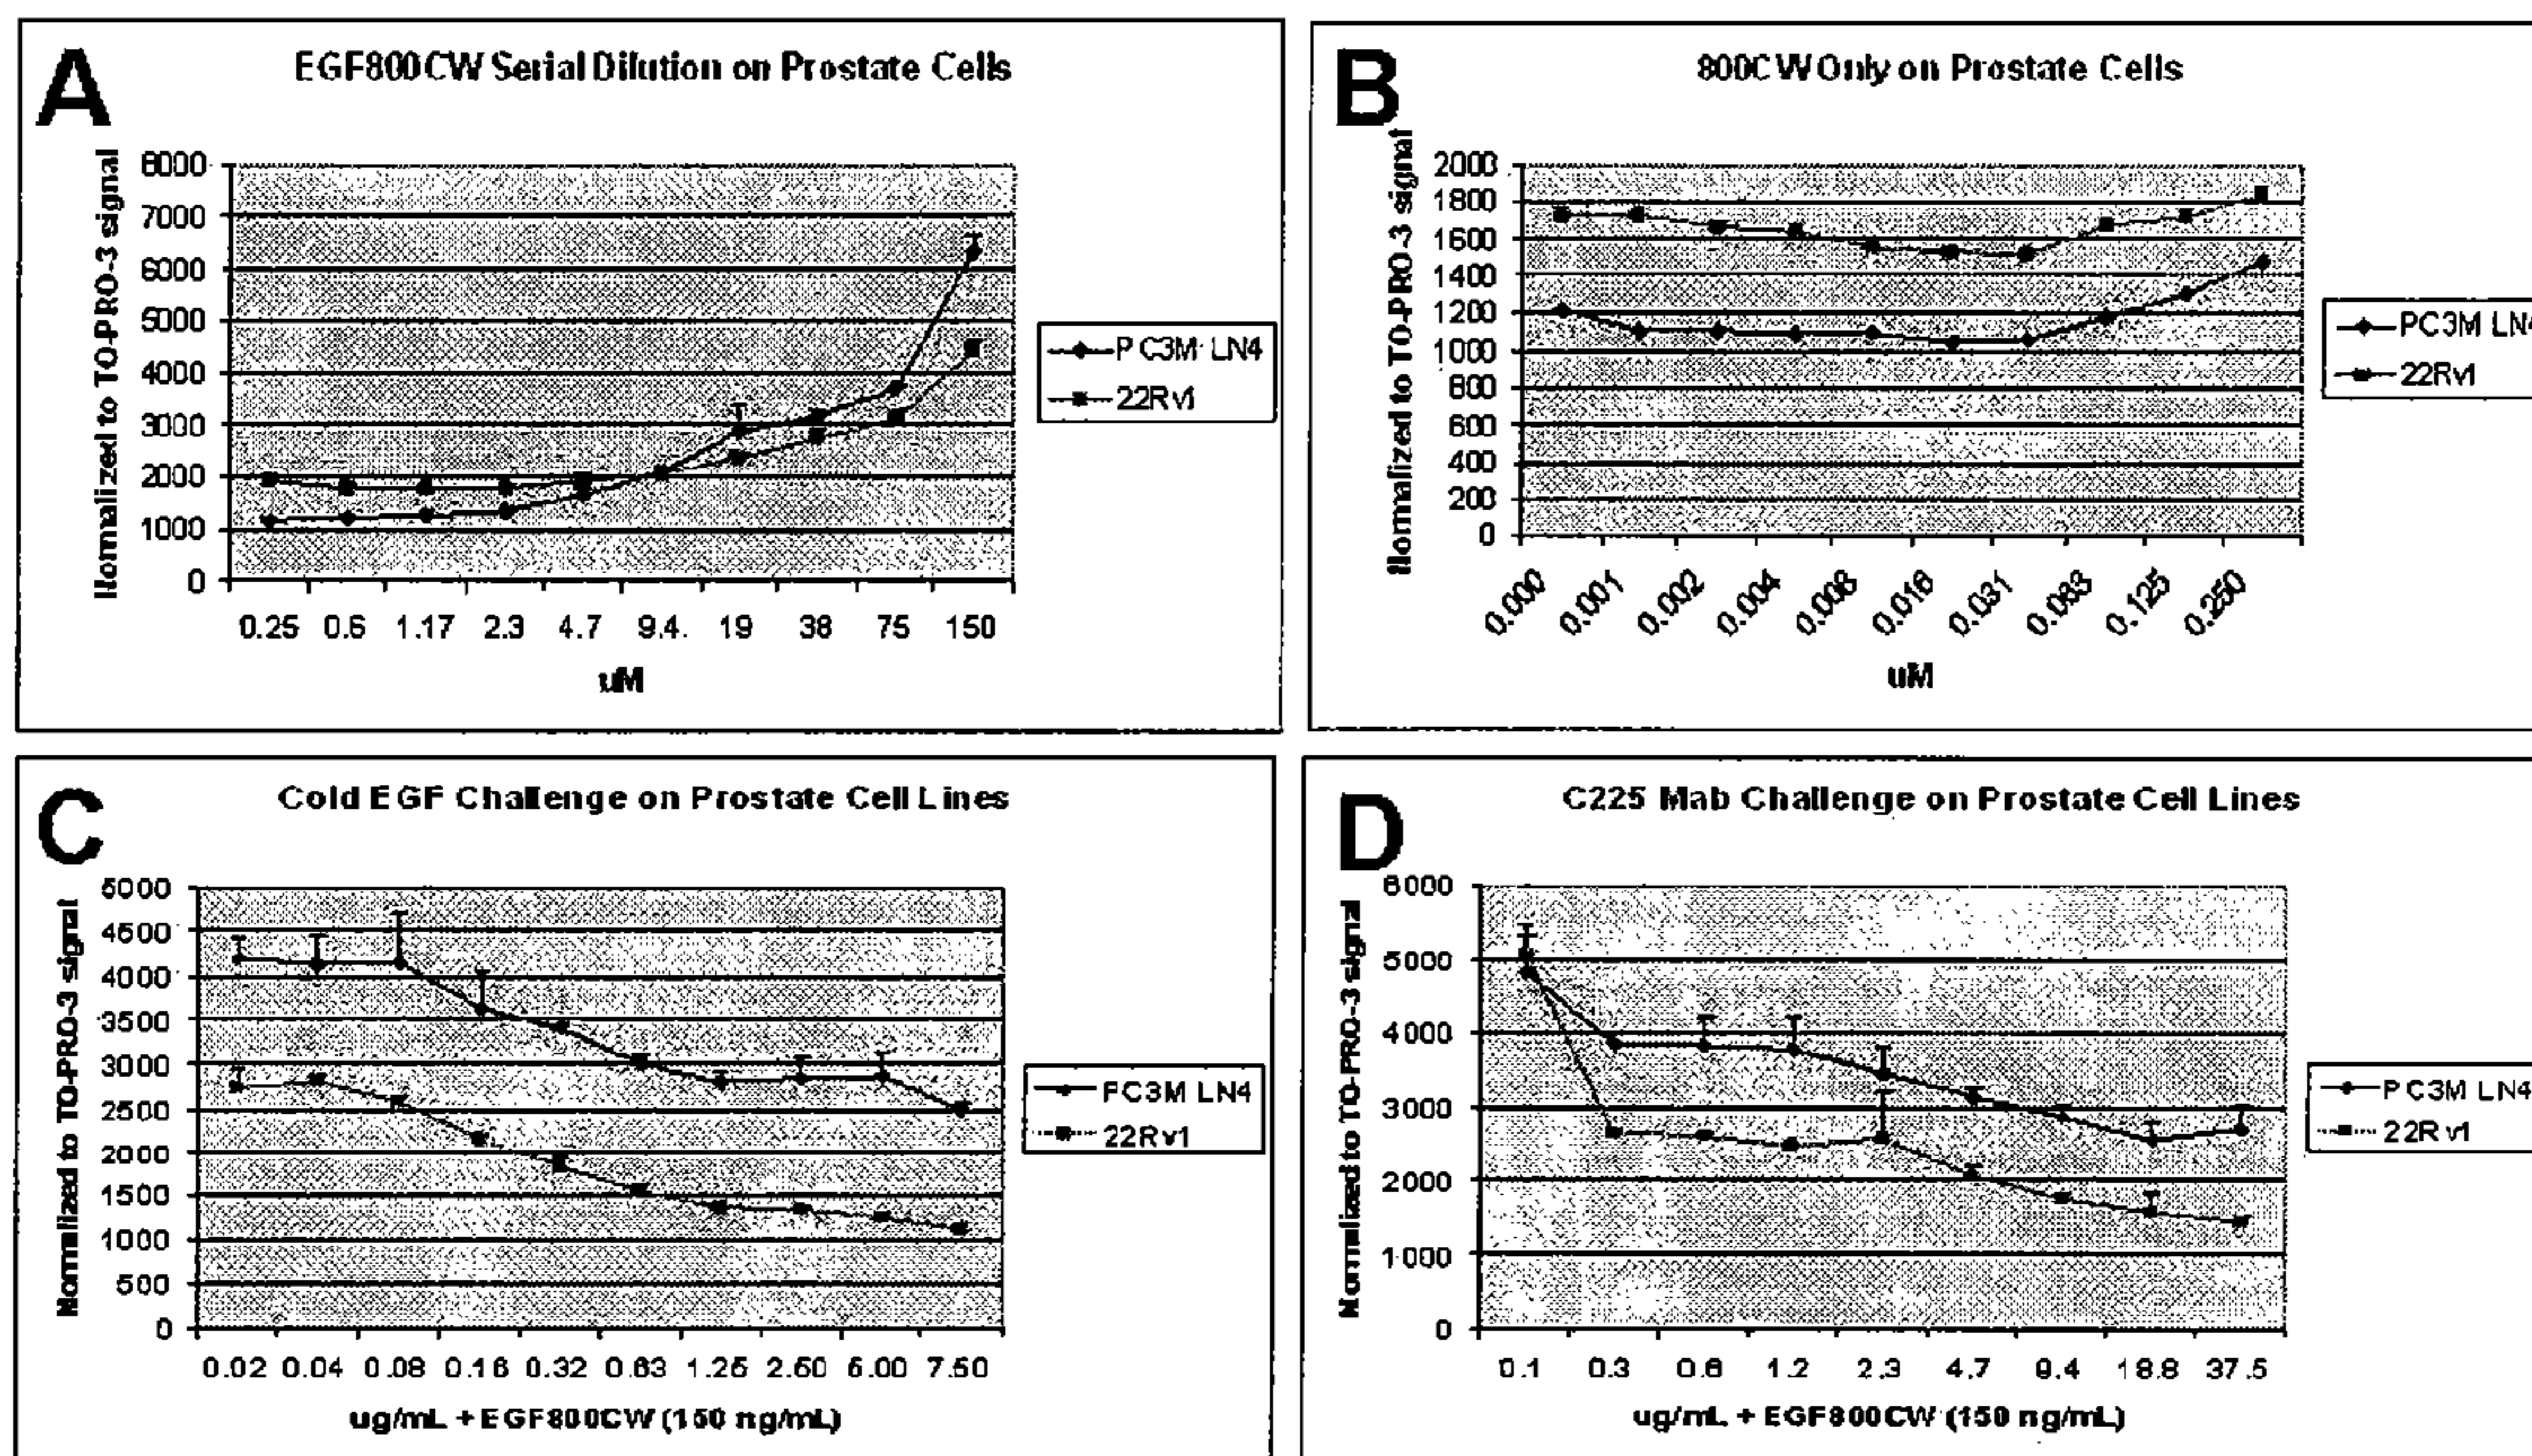 A
EGF800CW Serial Dilution on Prostate Cells
Normalized to TO-PRO-3 signal
8000
7000
6000
5000
4000
3000
2000
1000
0
0.25 0.6 1.17 2.3 4.7 9.4. 19 38 75 150
uM
PC3M LN4
22Rv1
B
800CW Only on Prostate Cells
Normalized to TO-PRO-3 signal
2000
1800
1600
1400
1200
1000
800
600
400
200
0
0.000 0.001 0.002 0.004 0.008 0.016 0.031 0.083 0.125 0.250
uM
PC3M LN4
22Rv1
C
Cold EGF Challenge on Prostate Cell Lines
Normalized to TO-PRO-3 signal
5000
4500
4000
3500
3000
2500
2000
1500
1000
500
0
0.02 0.04 0.08 0.16 0.32 0.63 1.25 2.50 5.00 7.50
ug/mL + EGF800CW (150 ng/mL)
PC3M LN4
22Rv1
D
C225 Mab Challenge on Prostate Cell Lines
Normalized to TO-PRO-3 signal
6000
5000
4000
3000
2000
1000
0
0.1 0.3 0.6 1.2 2.3 4.7 9.4 18.8 37.5
ug/mL + EGF800CW (150 ng/mL)
PC3M LN4
22Rv1